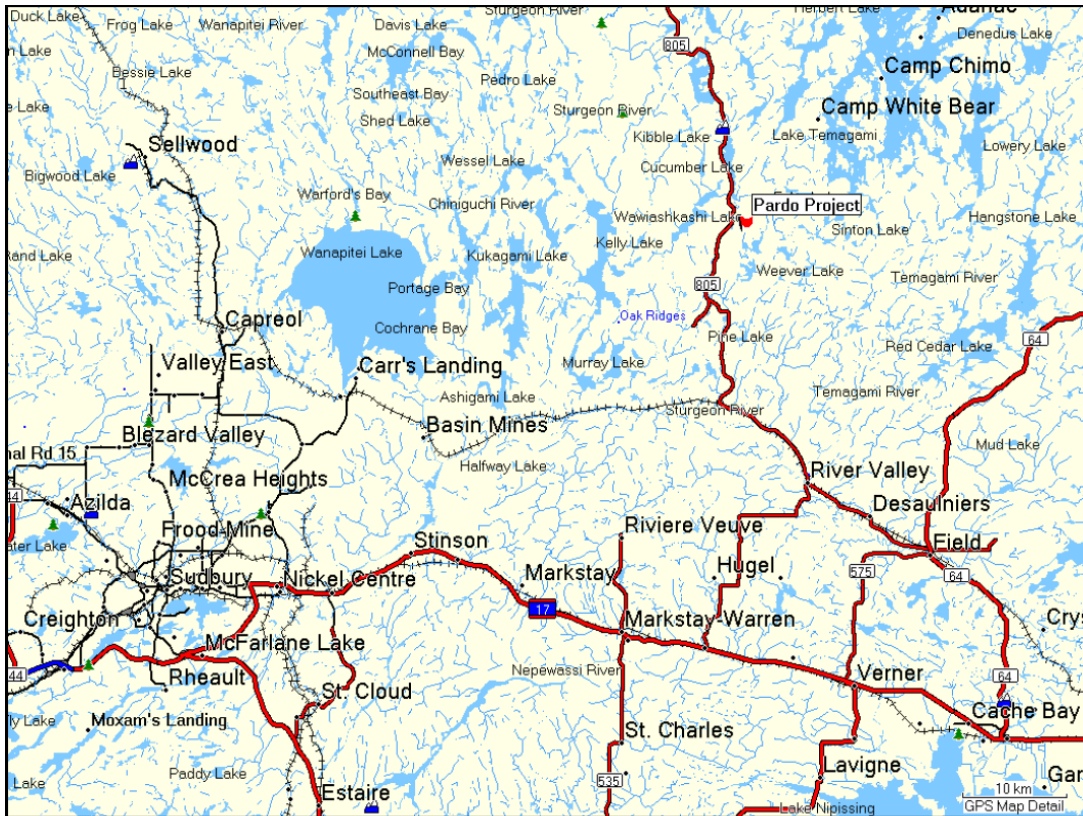 Duck Lake
Frog Lake
Wanapitei River
Davis Lake
Sturgeon River
Herbert Lake
Adanac
Denedus Lake
Lake
McConnell Bay
805
Bessie Lake
Pedro Lake
Camp Chimo
Southeast Bay
e Lake
Sturgeon River
Camp White Bear
Shed Lake
Kibble Lake
Lake Temagami
Sellwood
Lowery Lake
Wessel Lake
Cucumber Lake
Bigwood Lake
Warford's Bay
Chiniguchi River
Pardo Project
Wawiashkashi Lake
Hangstone Lake
Sinton Lake
Kelly Lake
Wanapitei Lake
Kukagami Lake
Rand Lake
Weever Lake
Temagami River
Portage Bay
805
Capreol
Oak Ridges
Cochrane Bay
Pine Lake
64
Red Cedar Lake
Valley East
Carr's Landing
Murray Lake
Temagami River
Ashigami Lake
Sturgeon River
Basin Mines
Blezard Valley
Mud Lake
nal Rd 15
Halfway Lake
River Valley
McCrea Heights
44
Azilda
Desaulniers
Frood-Mine
Riviere Veuve
ater Lake
Stinson
Field
Hugel
575
64
Sudbury
Nickel Centre
Markstay
17
Creighton
Markstay-Warren
Crys
McFarlane Lake
44
Nepewassi River
Rheault
Verner
64
St. Cloud
Cache Bay
lly Lake
Moxam's Landing
St. Charles
Paddy Lake
Lavigne
Lake
535
Gar
Estaire
10 km
Lake Nipissing
GPS Map Detail